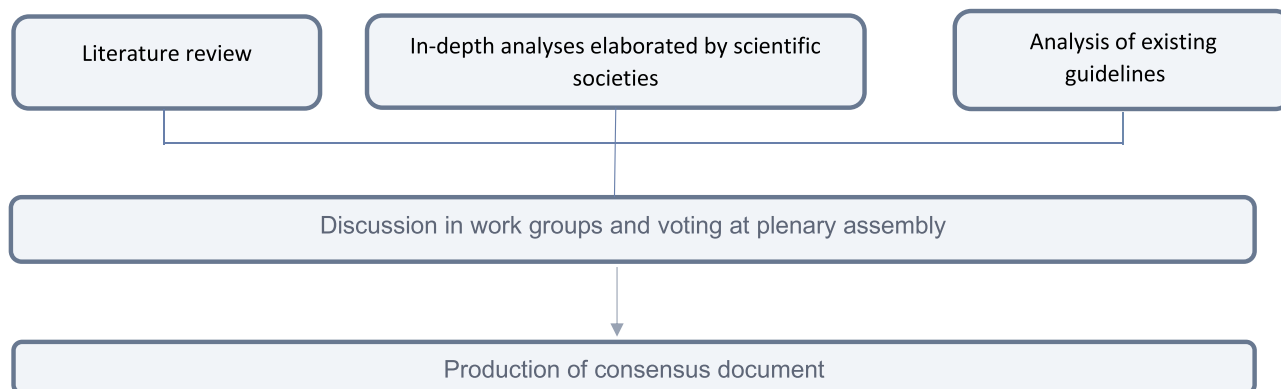 Literature review
In-depth analyses elaborated by scientific
societies
Analysis of existing
guidelines
Discussion in work groups and voting at plenary assembly
Production of consensus document